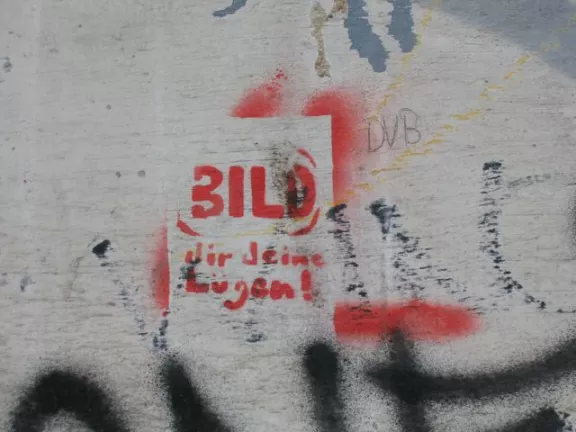 DVB
BILD
dir deine
Lügen!